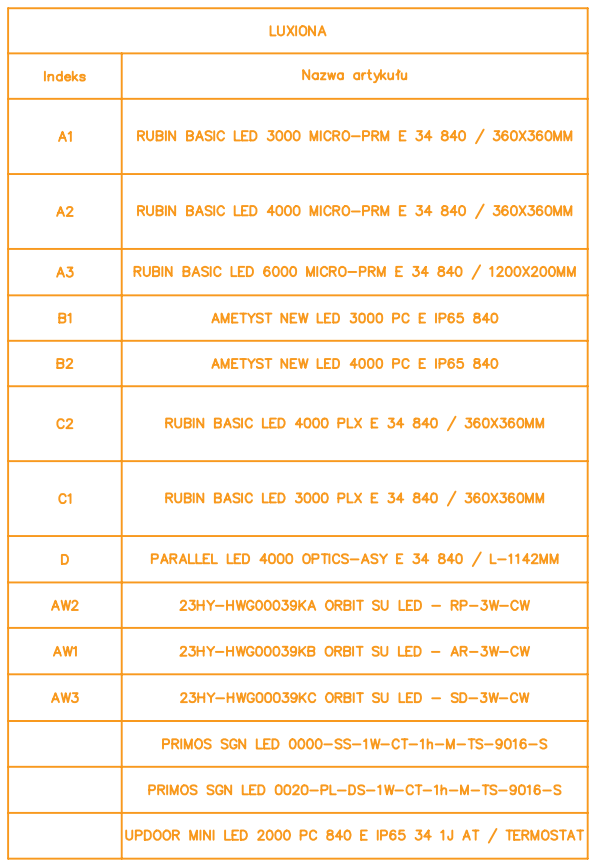 LUXIONA
Indeks Nazwa artykułu
A1 RUBIN BASIC LED 3000 MICRO-PRM E 34 840 / 360X360MM
A2 RUBIN BASIC LED 4000 MICRO-PRM E 34 840 / 360X360MM
A3 RUBIN BASIC LED 6000 MICRO-PRM E 34 840 / 1200X200MM
B1 AMETYST NEW LED 3000 PC E IP65 840
B2 AMETYST NEW LED 4000 PC E IP65 840
C2 RUBIN BASIC LED 4000 PLX E 34 840 / 360X360MM
C1 RUBIN BASIC LED 3000 PLX E 34 840 / 360X360MM
D PARALLEL LED 4000 OPTICS-ASY E 34 840 / L-1142MM
AW2 23HY-HWG00039KA ORBIT SU LED - RP-3W-CW
AW1 23HY-HWG00039KB ORBIT SU LED - AR-3W-CW
AW3 23HY-HWG00039KC ORBIT SU LED - SD-3W-CW
PRIMOS SGN LED 0000-SS-1W-CT-1h-M-TS-9016-S
PRIMOS SGN LED 0020-PL-DS-1W-CT-1h-M-TS-9016-S
UPDOOR MINI LED 2000 PC 840 E IP65 34 1J AT / TERMOSTAT